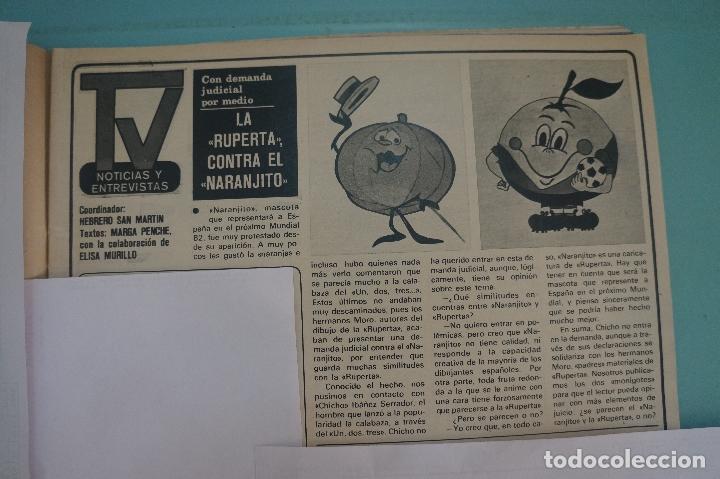 TV
NOTICIAS Y
ENTREVISTAS
Coordinador:
HEBRERO SAN MARTIN
Textos: MARGA PENCHE,
con la colaboración de
ELISA MURILLO
Con demanda
judicial
por medio
LA
«RUPERTA»,
CONTRA EL
«NARANJITO»
● «Naranjito», mascota
que representará a Es-
paña en el próximo Mundial
82, fue muy protestado des-
de su aparición. A muy po-
cos les gustó la «naranja» e
incluso hubo quienes nada
más verlo comentaron que
se parecía mucho a la cala-
baza del «Un, dos, tres...».
Estos últimos no andaban
muy descaminados, pues los
hermanos Moro, autores del
dibujo de la «Ruperta», aca-
ban de presentar una de-
manda judicial contra el «Na-
ranjito», por entender que
guarda muchas similitudes
con la «Ruperta».
Conocido el hecho, nos
pusimos en contacto con
«Chicho» Ibáñez Serrador, el
hombre que lanzó a la popu-
laridad la calabaza, a través
del «Un, dos, tres». Chicho no
ha querido entrar en esta de-
manda judicial, aunque, lógi-
camente, tiene su opinión
sobre este tema.
—¿Qué similitudes en-
cuentras entre «Naranjito» y
«Ruperta»?
—No quiero entrar en po-
lémicas, pero creo que «Na-
ranjito» no tiene calidad, ni
responde a la capacidad
creativa de la mayoría de los
dibujantes españoles. Por
otra parte, toda fruta redon-
da a la que se le anime con
una cara tiene forzosamente
que parecerse a la «Ruperta»
—¿Pero se parecen o no?
—Yo creo que, en todo ca-
so, «Naranjito» es una carica-
tura de «Ruperta». Hay que
tener en cuenta que será la
mascota que represente a
España en el próximo Mun-
dial, y pienso sinceramente
que se podría haber hecho
mucho mejor.
En suma, Chicho no entra
en la demanda, aunque a tra-
vés de sus declaraciones se
solidariza con los hermanos
Moro, «padres» materiales de
«Ruperta». Nosotros publica-
mos los dos «monigotes»
para que el lector pueda opi-
nar con más elementos de
juicio: ¿se parecen el «Na-
ranjito» y la «Ruperta», o no?
todocoleccion.net